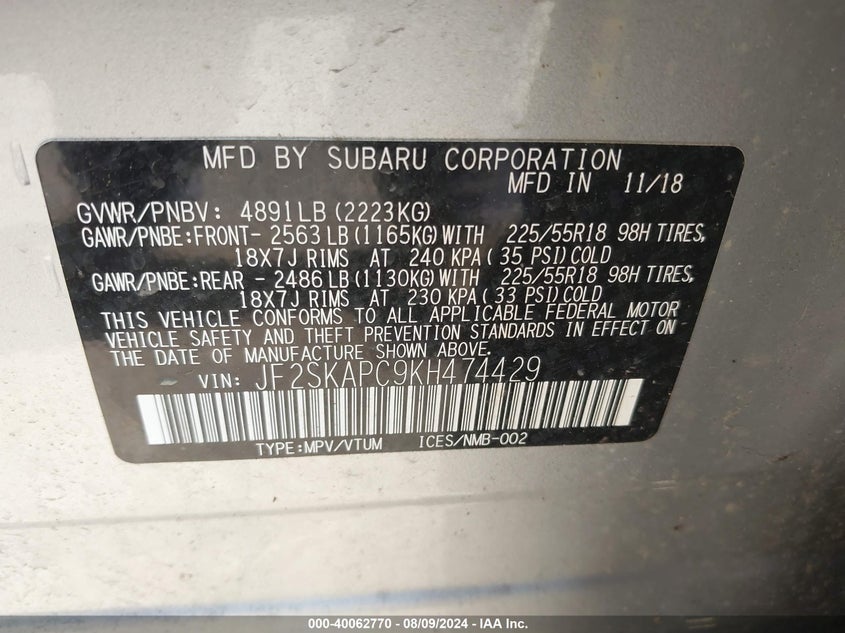 MFD BY SUBARU CORPORATION
MFD IN 11/18
GVWR/PNBV: 4891LB(2223KG)
GAWR/PNBE:FRONT- 2563LB(1165KG)WITH 225/55R18 98H TIRES,
18X7J RIMS AT 240 KPA(35 PSI)COLD
GAWR/PNBE:REAR - 2486LB(1130KG)WITH 225/55R18 98H TIRES,
18X7J RIMS AT 230 KPA(33 PSI)COLD
THIS VEHICLE CONFORMS TO ALL APPLICABLE FEDERAL MOTOR
VEHICLE SAFETY AND THEFT PREVENTION STANDARDS IN EFFECT ON
THE DATE OF MANUFACTURE SHOWN ABOVE.
VIN: JF2SKAPC9KH474429
TYPE:MPV/VTUM ICES/NMB-002
000-40062770 - 08/09/2024 - IAA Inc.